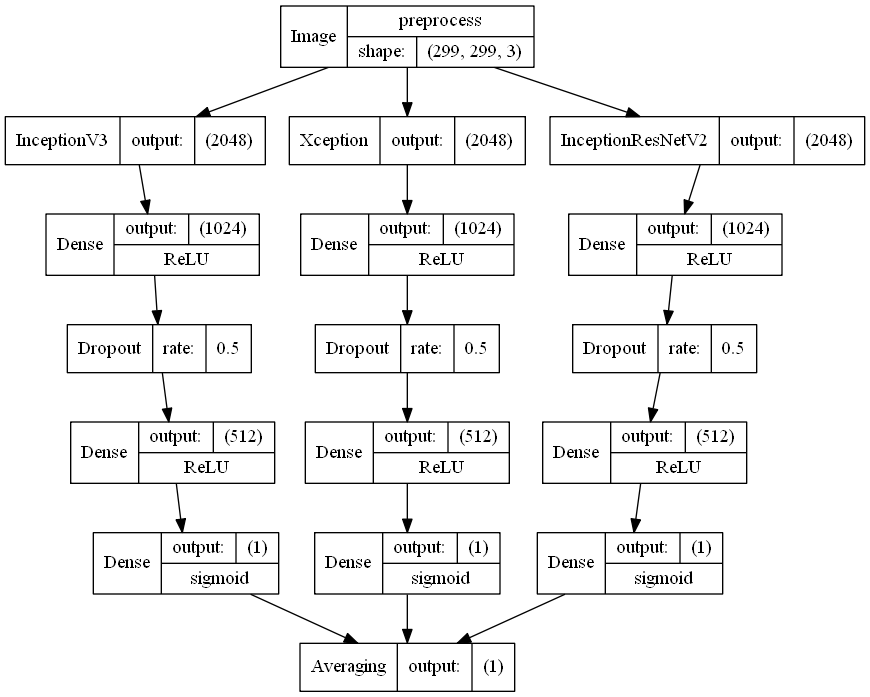 Image preprocess
shape: (299, 299, 3)
InceptionV3 output: (2048)
Xception output: (2048)
InceptionResNetV2 output: (2048)
Dense output: (1024)
ReLU
Dense output: (1024)
ReLU
Dense output: (1024)
ReLU
Dropout rate: 0.5
Dropout rate: 0.5
Dropout rate: 0.5
Dense output: (512)
ReLU
Dense output: (512)
ReLU
Dense output: (512)
ReLU
Dense output: (1)
sigmoid
Dense output: (1)
sigmoid
Dense output: (1)
sigmoid
Averaging output: (1)